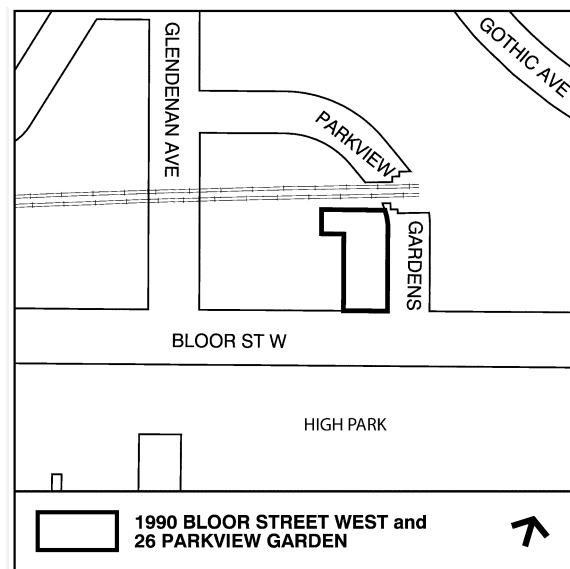 GLENDENAN AVE
GOTHIC AVE
PARKVIEW
GARDENS
BLOOR ST W
HIGH PARK
1990 BLOOR STREET WEST and
26 PARKVIEW GARDEN